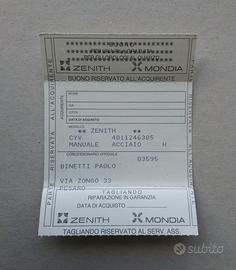 ZENITH MONDIA
BUONO RISERVATO ALL'ACQUIRENTE
ACQUIRENTE
NOME
VIA
CITTÀ
DATA DI ACQUISTO
MODELLO
** ZENITH **
CYV 4011246305
MANUALE ACCIAIO H
CONCESSIONARIO UFFICIALE
03595
BINETTI PAOLO
VIA ZONGO 33
PESARO
TAGLIANDO
RIPARAZIONE IN GARANZIA
DATA DI ACQUISTO
ZENITH MONDIA
TAGLIANDO RISERVATO AL SERV. ASS.
PARTE RISERVATA ALL'ACQUIRENTE
subito